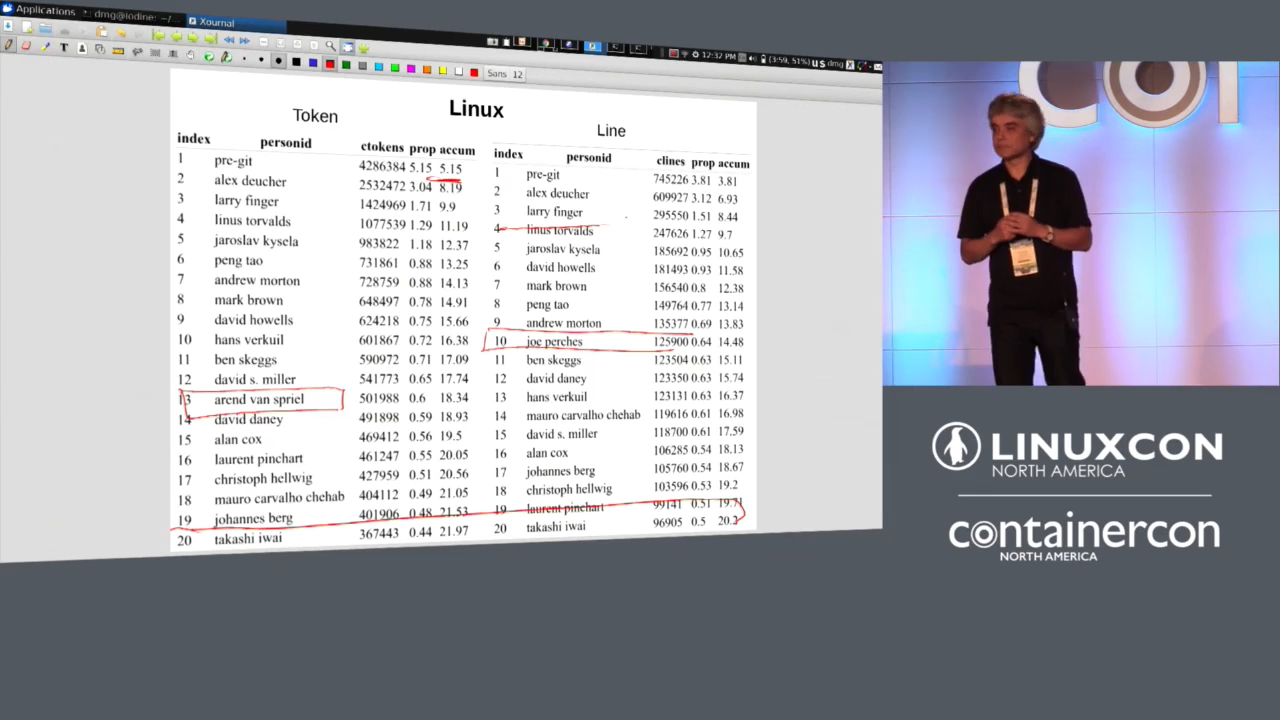 Applications
dmg@iodine: ~/...
Xournal
12:32 PM
(3:59, 51%)
us
dmg
Sans 12
Linux
Token
index personid ctokens prop accum
1 pre-git 4286384 5.15 5.15
2 alex deucher 2532472 3.04 8.19
3 larry finger 1424969 1.71 9.9
4 linus torvalds 1077539 1.29 11.19
5 jaroslav kysela 983822 1.18 12.37
6 peng tao 731861 0.88 13.25
7 andrew morton 728759 0.88 14.13
8 mark brown 648497 0.78 14.91
9 david howells 624218 0.75 15.66
10 hans verkuil 601867 0.72 16.38
11 ben skeggs 590972 0.71 17.09
12 david s. miller 541773 0.65 17.74
13 arend van spriel 501988 0.6 18.34
14 david daney 491898 0.59 18.93
15 alan cox 469412 0.56 19.5
16 laurent pinchart 461247 0.55 20.05
17 christoph hellwig 427959 0.51 20.56
18 mauro carvalho chehab 404112 0.49 21.05
19 johannes berg 401906 0.48 21.53
20 takashi iwai 367443 0.44 21.97
Line
index personid clines prop accum
1 pre-git 745226 3.81 3.81
2 alex deucher 609927 3.12 6.93
3 larry finger 295550 1.51 8.44
4 linus torvalds 247626 1.27 9.7
5 jaroslav kysela 185692 0.95 10.65
6 david howells 181493 0.93 11.58
7 mark brown 156540 0.8 12.38
8 peng tao 149764 0.77 13.14
9 andrew morton 135377 0.69 13.83
10 joe perches 125900 0.64 14.48
11 ben skeggs 123504 0.63 15.11
12 david daney 123350 0.63 15.74
13 hans verkuil 123131 0.63 16.37
14 mauro carvalho chehab 119616 0.61 16.98
15 david s. miller 118700 0.61 17.59
16 alan cox 106285 0.54 18.13
17 johannes berg 105760 0.54 18.67
18 christoph hellwig 103596 0.53 19.2
19 laurent pinchart 99141 0.51 19.71
20 takashi iwai 96905 0.5 20.2
LINUXCON
NORTH AMERICA
containercon
NORTH AMERICA